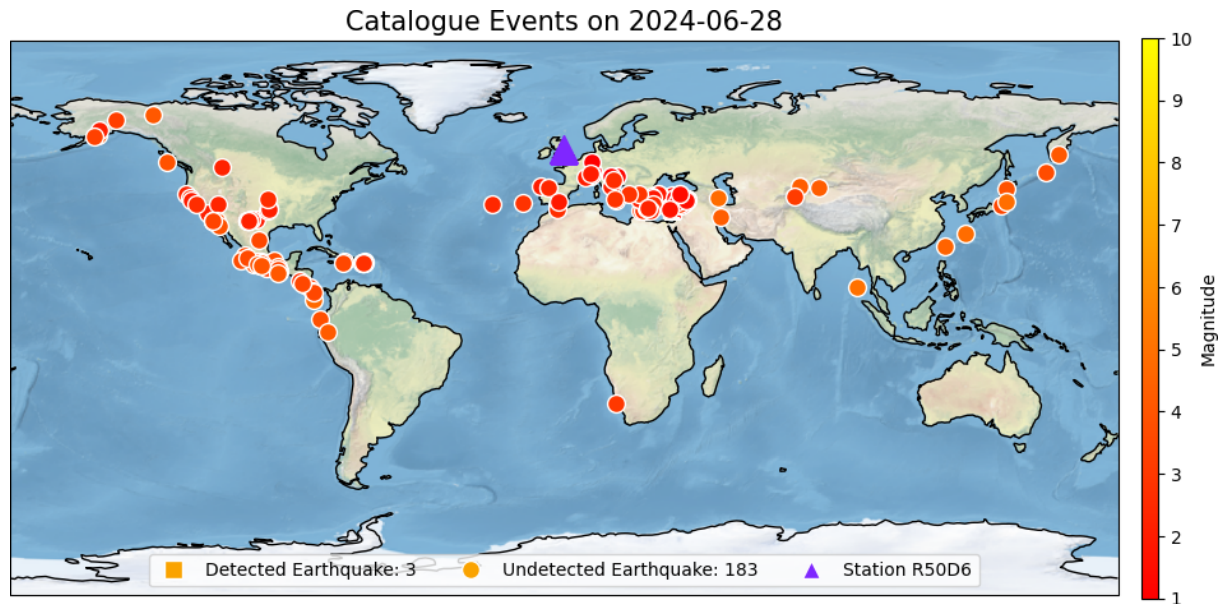 Catalogue Events on 2024-06-28
10
9
8
7
6
5
4
3
2
1
Magnitude
Detected Earthquake: 3
Undetected Earthquake: 183
Station R50D6